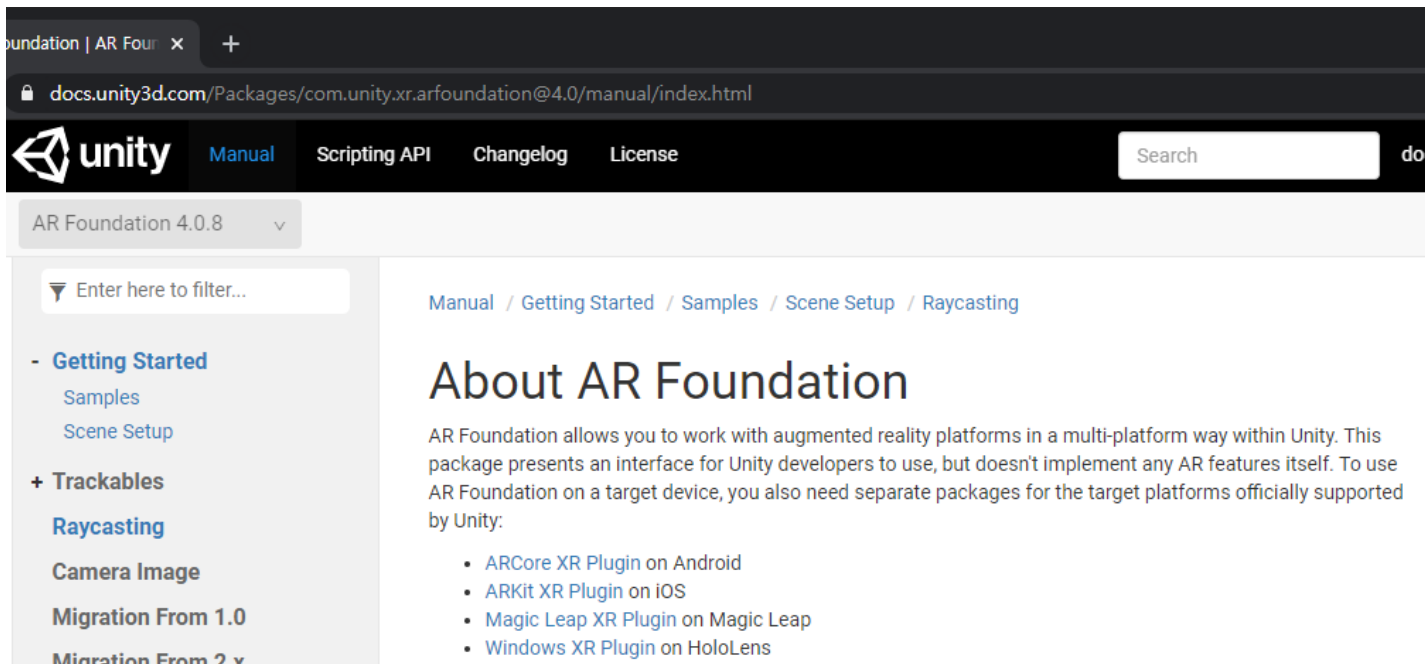 oundation | AR Foun
docs.unity3d.com/Packages/com.unity.xr.arfoundation@4.0/manual/index.html
unity Manual Scripting API Changelog License Search do
AR Foundation 4.0.8
Enter here to filter...
Manual / Getting Started / Samples / Scene Setup / Raycasting
- Getting Started
Samples
Scene Setup
+ Trackables
Raycasting
Camera Image
Migration From 1.0
Migration From 2.x
About AR Foundation
AR Foundation allows you to work with augmented reality platforms in a multi-platform way within Unity. This
package presents an interface for Unity developers to use, but doesn't implement any AR features itself. To use
AR Foundation on a target device, you also need separate packages for the target platforms officially supported
by Unity:
• ARCore XR Plugin on Android
• ARKit XR Plugin on iOS
• Magic Leap XR Plugin on Magic Leap
• Windows XR Plugin on HoloLens